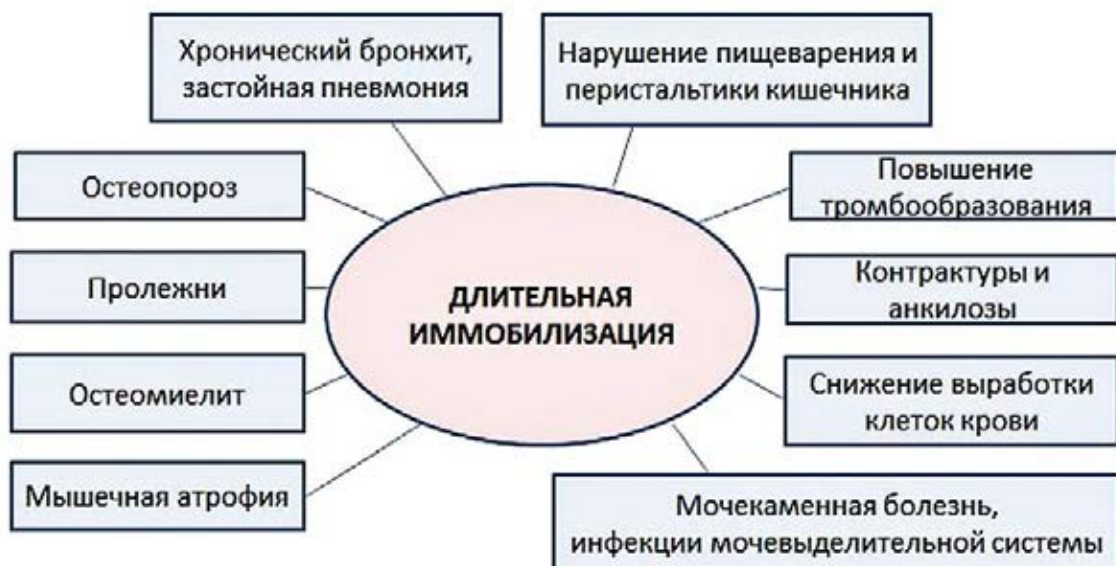 Хронический бронхит,
застойная пневмония
Нарушение пищеварения и
перистальтики кишечника
Остеопороз
Повышение
тромбообразования
Пролежни
ДЛИТЕЛЬНАЯ
ИММОБИЛИЗАЦИЯ
Контрактуры и
анкилозы
Остеомиелит
Снижение выработки
клеток крови
Мышечная атрофия
Мочекаменная болезнь,
инфекции мочевыделительной системы